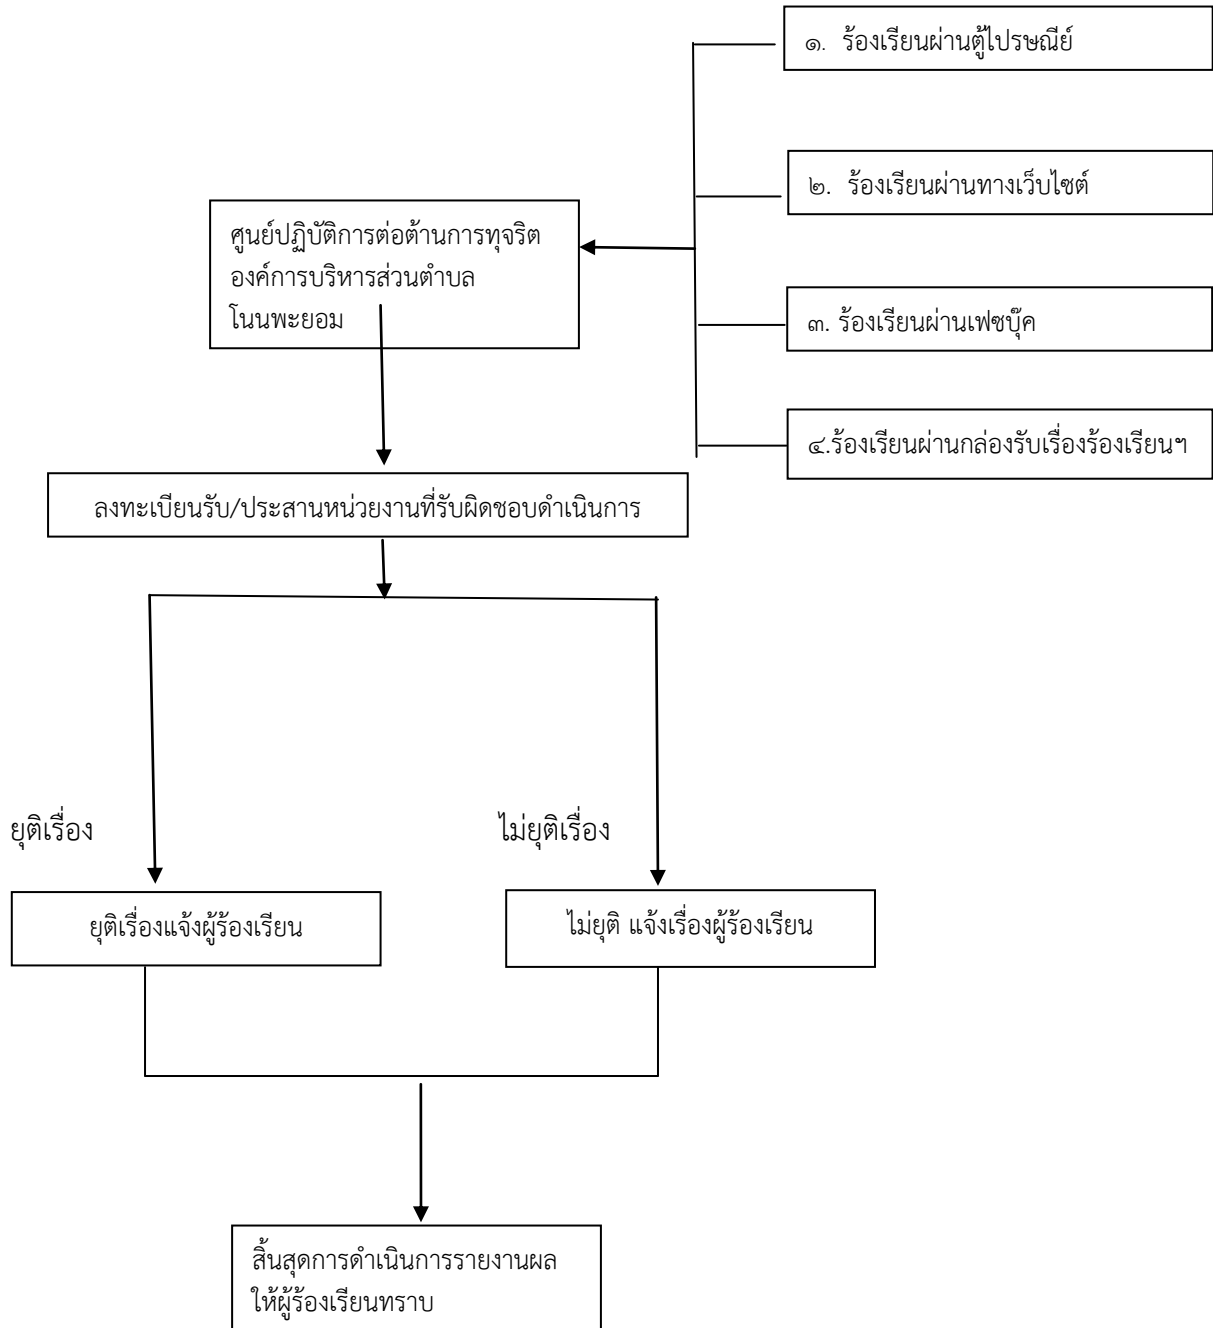 ๑. ร้องเรียนผ่านตู้ไปรษณีย์
๒. ร้องเรียนผ่านทางเว็บไซต์
ศูนย์ปฏิบัติการต่อต้านการทุจริต
องค์การบริหารส่วนตำบล
โนนพะยอม
๓. ร้องเรียนผ่านเฟซบุ๊ค
๔.ร้องเรียนผ่านกล่องรับเรื่องร้องเรียนฯ
ลงทะเบียนรับ/ประสานหน่วยงานที่รับผิดชอบดำเนินการ
ยุติเรื่อง
ไม่ยุติเรื่อง
ยุติเรื่องแจ้งผู้ร้องเรียน
ไม่ยุติ แจ้งเรื่องผู้ร้องเรียน
สิ้นสุดการดำเนินการรายงานผล
ให้ผู้ร้องเรียนทราบ